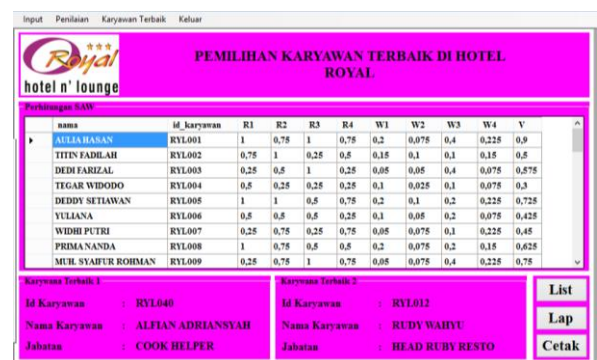 Input Penilaian Karyawan Terbaik Keluar
Royal
hotel n' lounge
PEMILIHAN KARYAWAN TERBAIK DI HOTEL
ROYAL
Perhitungan SAW
nama id_karyawan R1 R2 R3 R4 W1 W2 W3 W4 V
AULIA HASAN RYL001 1 0,75 1 0,75 0,2 0,075 0,4 0,225 0,9
TITIN FADILAH RYL002 0,75 1 0,25 0,5 0,15 0,1 0,1 0,15 0,5
DEDI FARIZAL RYL003 0,25 0,5 1 0,25 0,05 0,05 0,4 0,075 0,575
TEGAR WIDODO RYL004 0,5 0,25 0,25 0,25 0,1 0,025 0,1 0,075 0,3
DEDDY SETIAWAN RYL005 1 1 0,5 0,75 0,2 0,1 0,2 0,225 0,725
YULIANA RYL006 0,5 0,5 0,5 0,25 0,1 0,05 0,2 0,075 0,425
WIDHI PUTRI RYL007 0,25 0,75 0,25 0,75 0,05 0,075 0,1 0,225 0,45
PRIMA NANDA RYL008 1 0,75 0,5 0,5 0,2 0,075 0,2 0,15 0,625
MUH. SYAIFUR ROHMAN RYL009 0,25 0,75 1 0,75 0,05 0,075 0,4 0,225 0,75
Karywana Terbaik 1
Id Karyawan : RYL040
Nama Karyawan : ALFIAN ADRIANSYAH
Jabatan : COOK HELPER
Karywana Terbaik 2
Id Karyawan : RYL012
Nama Karyawan : RUDY WAHYU
Jabatan : HEAD RUBY RESTO
List
Lap
Cetak